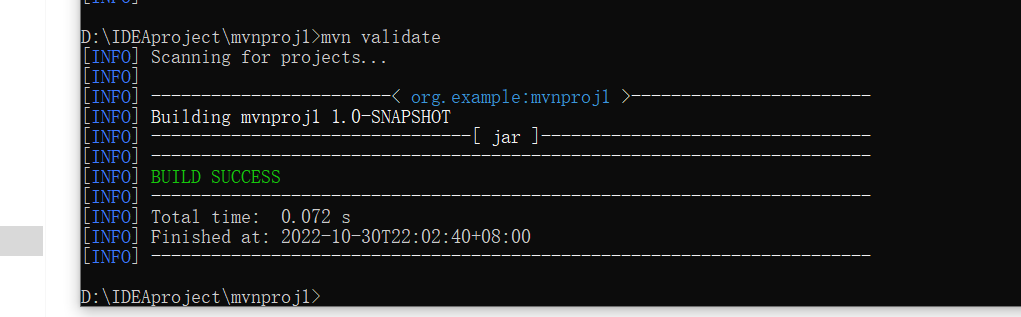 [INFO]
D:\IDEAproject\mvnproj1>mvn validate
[INFO] Scanning for projects...
[INFO]
[INFO] ------------------------< org.example:mvnproj1 >------------------------
[INFO] Building mvnproj1 1.0-SNAPSHOT
[INFO] --------------------------------[ jar ]---------------------------------
[INFO] ------------------------------------------------------------------------
[INFO] BUILD SUCCESS
[INFO] ------------------------------------------------------------------------
[INFO] Total time:  0.072 s
[INFO] Finished at: 2022-10-30T22:02:40+08:00
[INFO] ------------------------------------------------------------------------
D:\IDEAproject\mvnproj1>